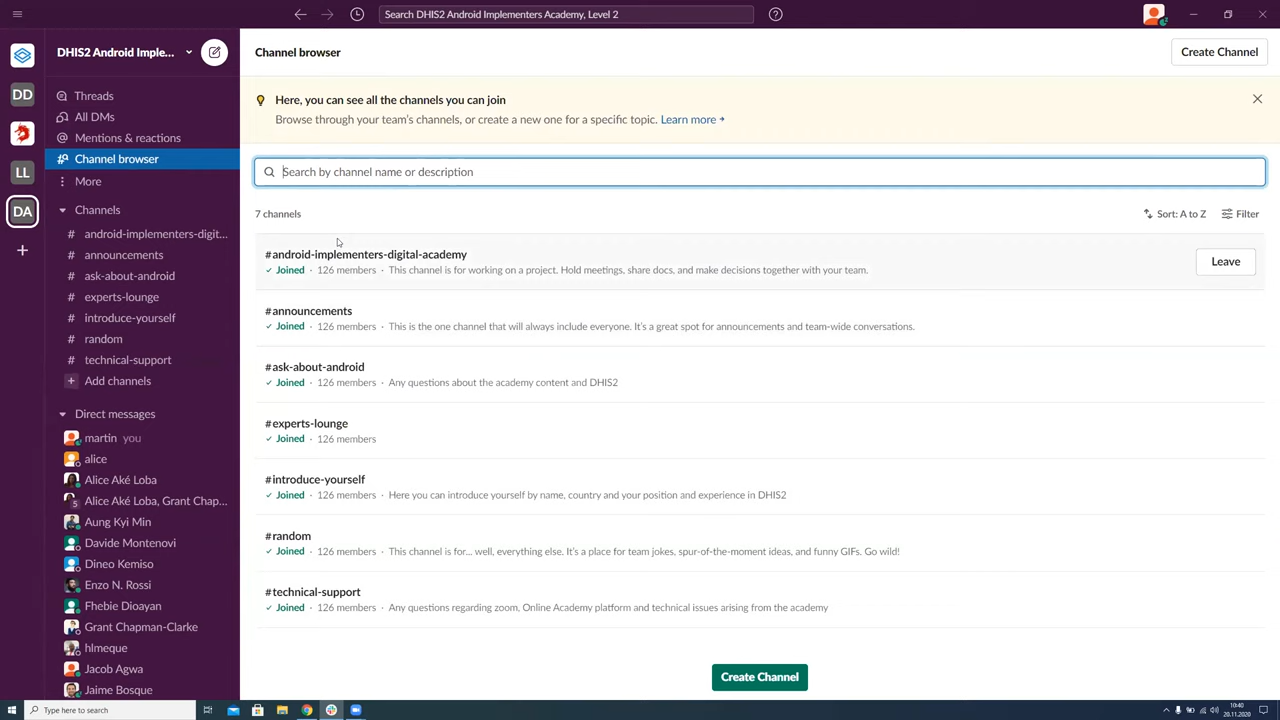 Search DHIS2 Android Implementers Academy, Level 2
DHIS2 Android Imple...
DD
LL
DA
Threads
All DMs
Mentions & reactions
Channel browser
More
Channels
# android-implementers-digit...
# announcements
# ask-about-android
# experts-lounge
# introduce-yourself
# random
# technical-support
Add channels
Direct messages
martin you
alice
Alice Aké Loba
5
Alice Aké Loba, Grant Chap...
Aung Kyi Min
Davide Montenovi
Dineo Kemiso
Enzo N. Rossi
Fhebie Dioayan
Grant Chapman-Clarke
hlmeque
Jacob Agwa
Jaime Bosque
Channel browser
Create Channel
Here, you can see all the channels you can join
Browse through your team's channels, or create a new one for a specific topic. Learn more
Search by channel name or description
7 channels
Sort: A to Z
Filter
#android-implementers-digital-academy
✓ Joined · 126 members · This channel is for working on a project. Hold meetings, share docs, and make decisions together with your team.
Leave
#announcements
✓ Joined · 126 members · This is the one channel that will always include everyone. It's a great spot for announcements and team-wide conversations.
#ask-about-android
✓ Joined · 126 members · Any questions about the academy content and DHIS2
#experts-lounge
✓ Joined · 126 members
#introduce-yourself
✓ Joined · 126 members · Here you can introduce yourself by name, country and your position and experience in DHIS2
#random
✓ Joined · 126 members · This channel is for... well, everything else. It's a place for team jokes, spur-of-the-moment ideas, and funny GIFs. Go wild!
#technical-support
✓ Joined · 126 members · Any questions regarding zoom, Online Academy platform and technical issues arising from the academy
Create Channel
Type here to search
10:40
20.11.2020